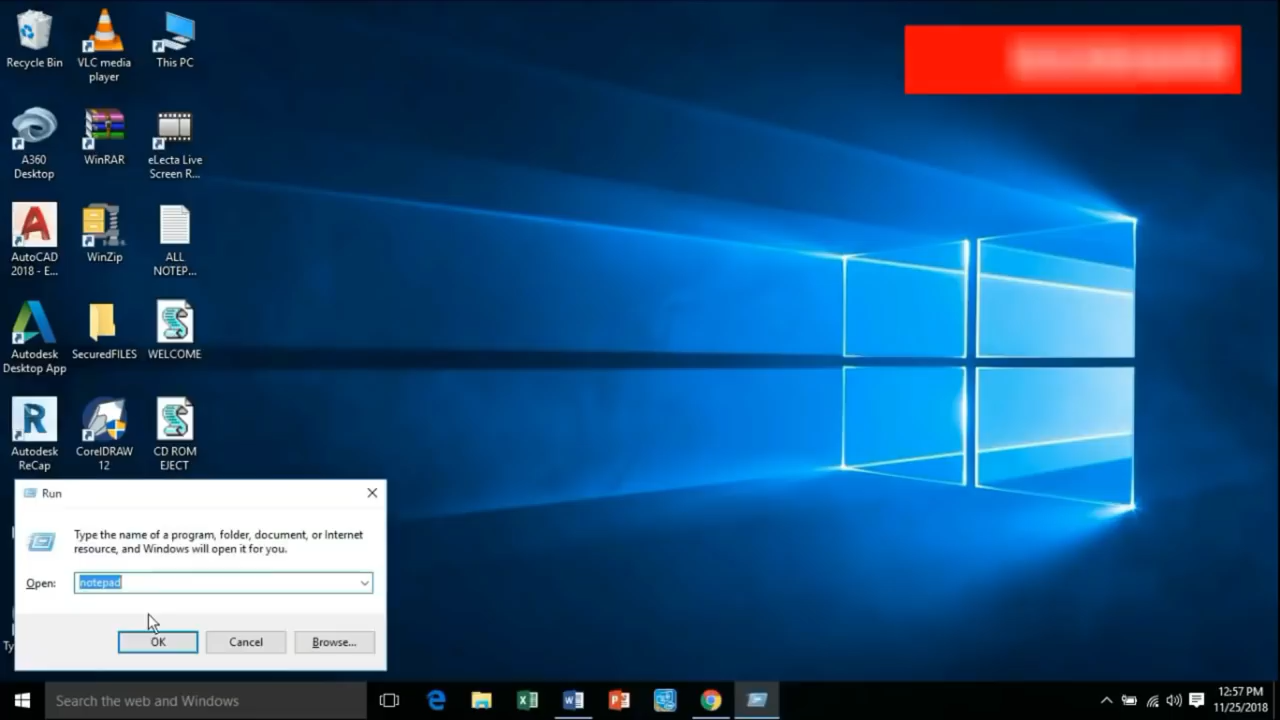 Recycle Bin
VLC media
player
This PC
A360
Desktop
WinRAR
eLecta Live
Screen R...
AutoCAD
2018 - E...
WinZip
ALL
NOTEP...
Autodesk
Desktop App
SecuredFILES
WELCOME
Autodesk
ReCap
CorelDRAW
12
CD ROM
EJECT
Run
Type the name of a program, folder, document, or Internet
resource, and Windows will open it for you.
Open:
notepad
OK
Cancel
Browse...
Ty
Search the web and Windows
12:57 PM
11/25/2018